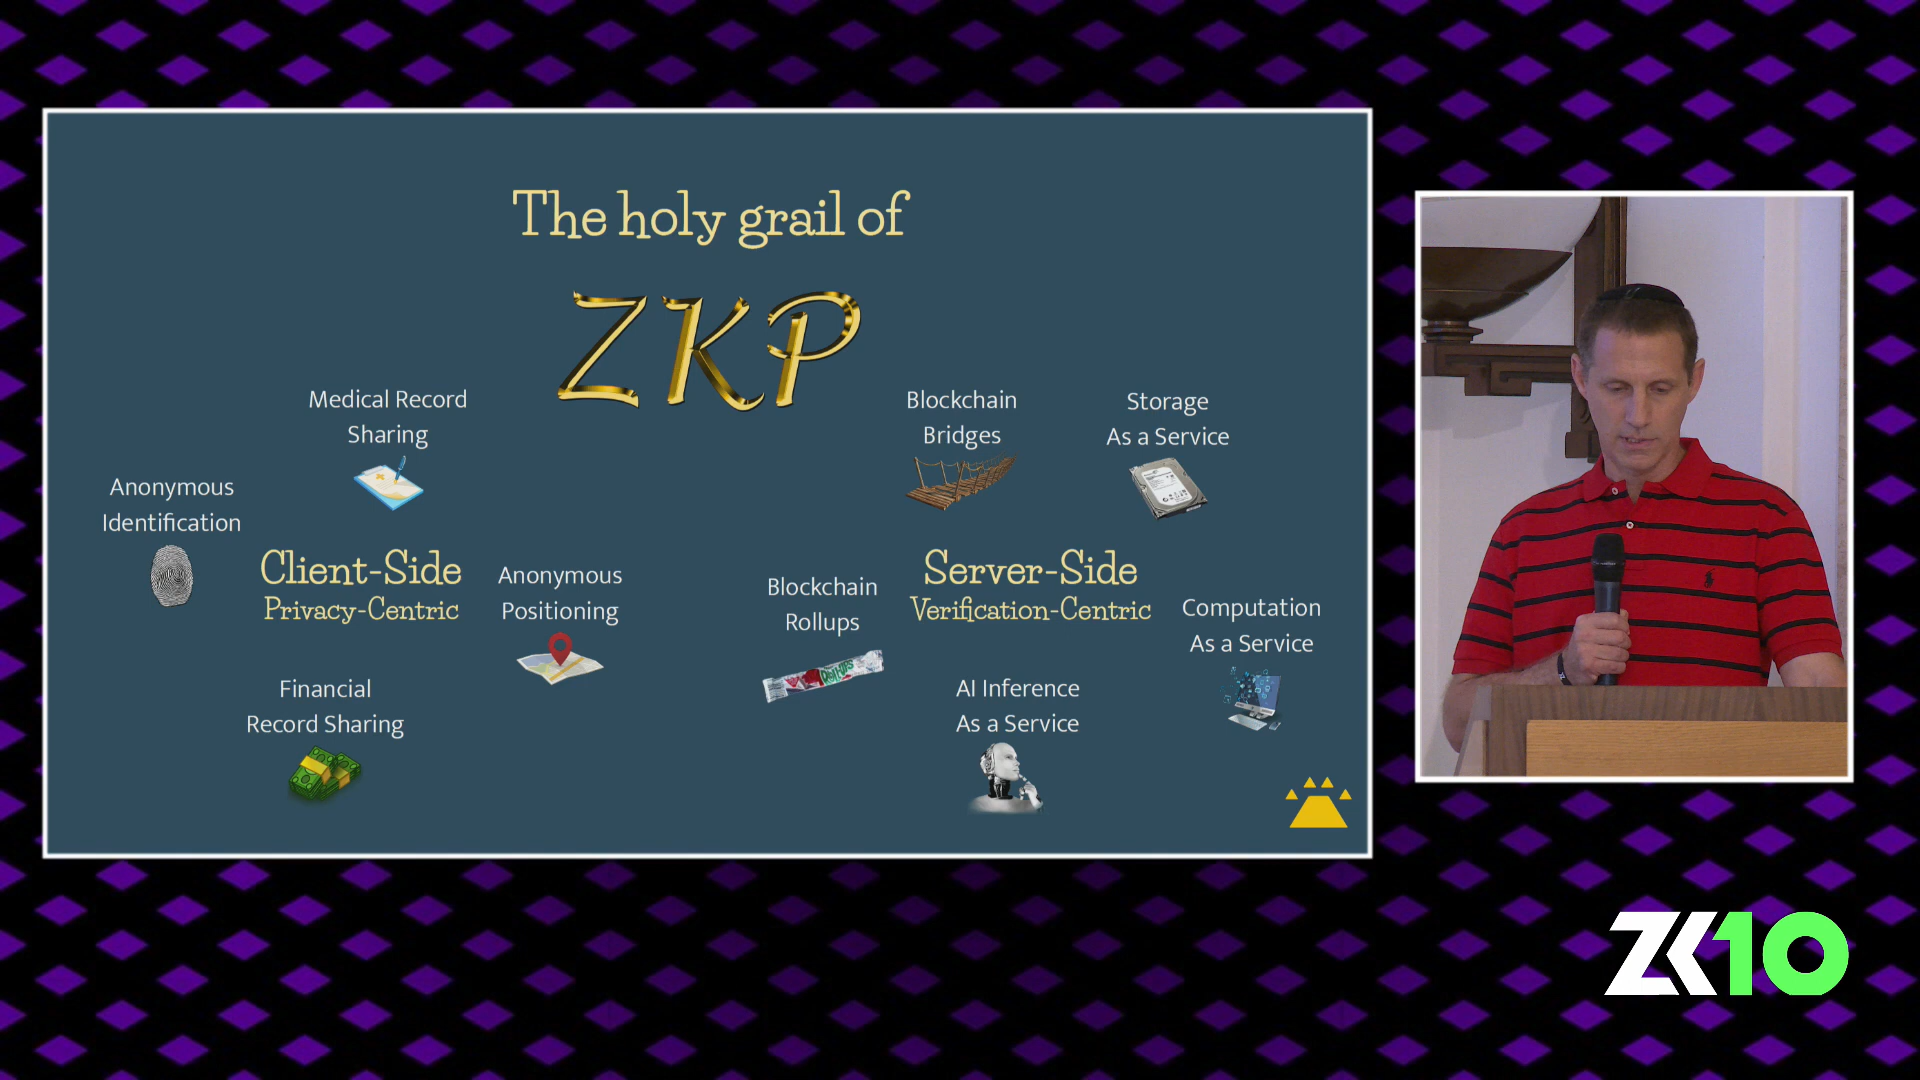 The holy grail of
ZKP
Medical Record
Sharing
Blockchain
Bridges
Storage
As a Service
Anonymous
Identification
Client-Side
Privacy-Centric
Anonymous
Positioning
Blockchain
Rollups
Server-Side
Verification-Centric
Computation
As a Service
Financial
Record Sharing
AI Inference
As a Service
ZK10